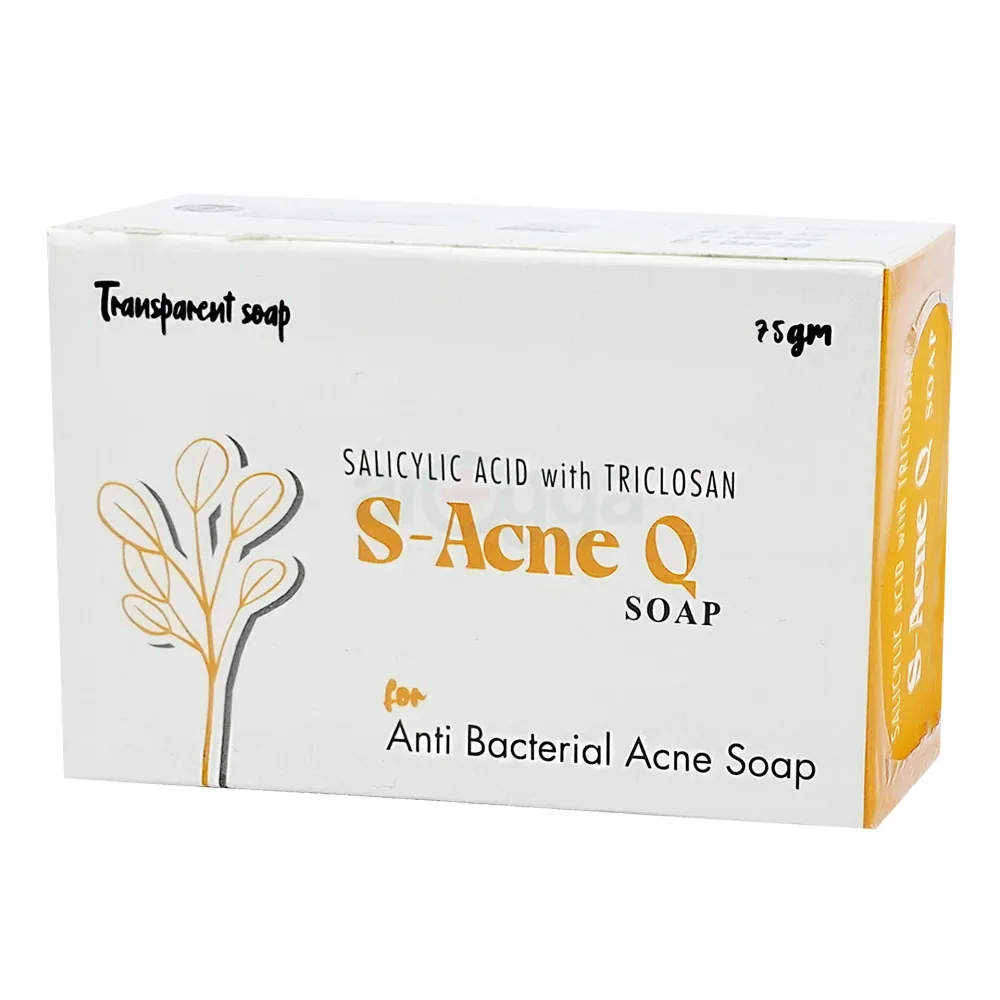 Transparent soap
75gm
SALICYLIC ACID with TRICLOSAN
S-Acne Q
SOAP
for
Anti Bacterial Acne Soap
SALICYLIC ACID with TRICLOSAN
S-Acne Q SOAP